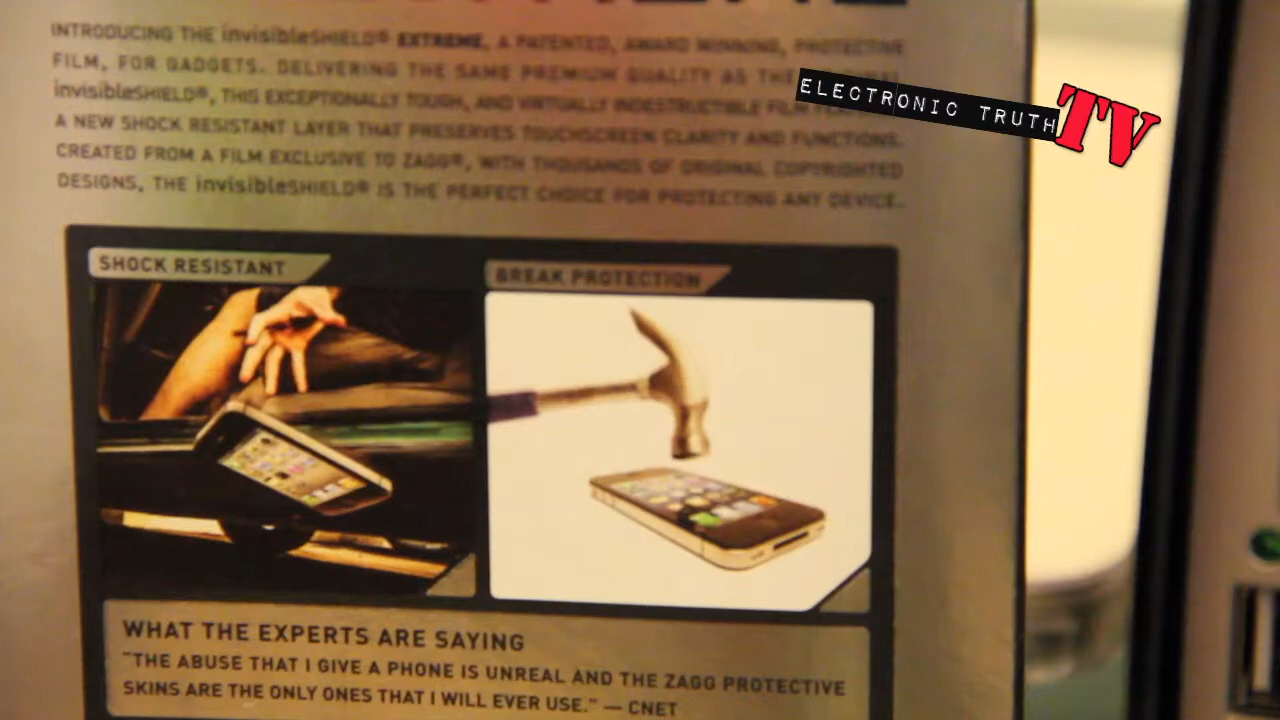 INTRODUCING THE invisibleSHIELD® EXTREME, A PATENTED, AWARD WINNING, PROTECTIVE
FILM, FOR GADGETS. DELIVERING THE SAME PREMIUM QUALITY AS THE
invisibleSHIELD®, THIS EXCEPTIONALLY TOUGH, AND VIRTUALLY INDESTRUCTIBLE FILM
A NEW SHOCK RESISTANT LAYER THAT PRESERVES TOUCHSCREEN CLARITY AND FUNCTIONS.
CREATED FROM A FILM EXCLUSIVE TO ZAGG®, WITH THOUSANDS OF ORIGINAL COPYRIGHTED
DESIGNS, THE invisibleSHIELD® IS THE PERFECT CHOICE FOR PROTECTING ANY DEVICE.
ELECTRONIC TRUTH TV
SHOCK RESISTANT
BREAK PROTECTION
WHAT THE EXPERTS ARE SAYING
"THE ABUSE THAT I GIVE A PHONE IS UNREAL AND THE ZAGG PROTECTIVE
SKINS ARE THE ONLY ONES THAT I WILL EVER USE." — CNET